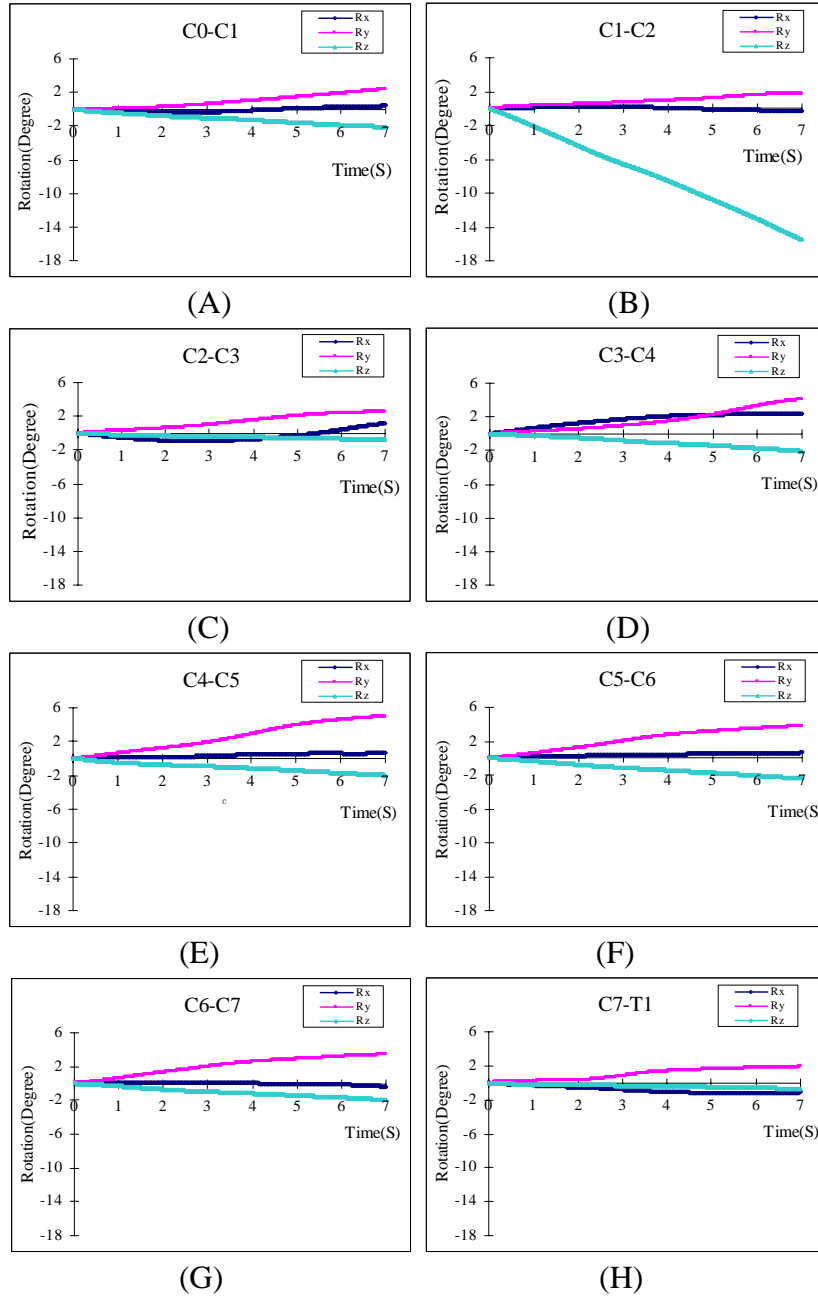 C0-C1
Rx
Ry
Rz
Rotation(Degree)
6
2
-2
-6
-10
-14
-18
0 1 2 3 4 5 6 7
Time(S)
(A)
C1-C2
Rx
Ry
Rz
Rotation(Degree)
6
2
-2
-6
-10
-14
-18
0 1 2 3 4 5 6 7
Time(S)
(B)
C2-C3
Rx
Ry
Rz
Rotation(Degree)
6
2
-2
-6
-10
-14
-18
0 1 2 3 4 5 6 7
Time(S)
(C)
C3-C4
Rx
Ry
Rz
Rotation(Degree)
6
2
-2
-6
-10
-14
-18
0 1 2 3 4 5 6 7
Time(S)
(D)
C4-C5
Rx
Ry
Rz
Rotation(Degree)
6
2
-2
-6
-10
-14
-18
0 1 2 3 4 5 6 7
c
Time(S)
(E)
C5-C6
Rx
Ry
Rz
Rotation(Degree)
6
2
-2
-6
-10
-14
-18
0 1 2 3 4 5 6 7
Time(S
(F)
C6-C7
Rx
Ry
Rz
Rotation(Degree)
6
2
-2
-6
-10
-14
-18
0 1 2 3 4 5 6 7
Time(S)
(G)
C7-T1
Rx
Ry
Rz
Rotation(Degree)
6
2
-2
-6
-10
-14
-18
0 1 2 3 4 5 6 7
Time(S)
(H)